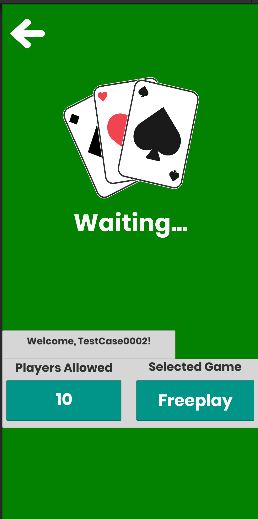 Waiting...
Welcome, TestCase0002!
Players Allowed
Selected Game
10
Freeplay